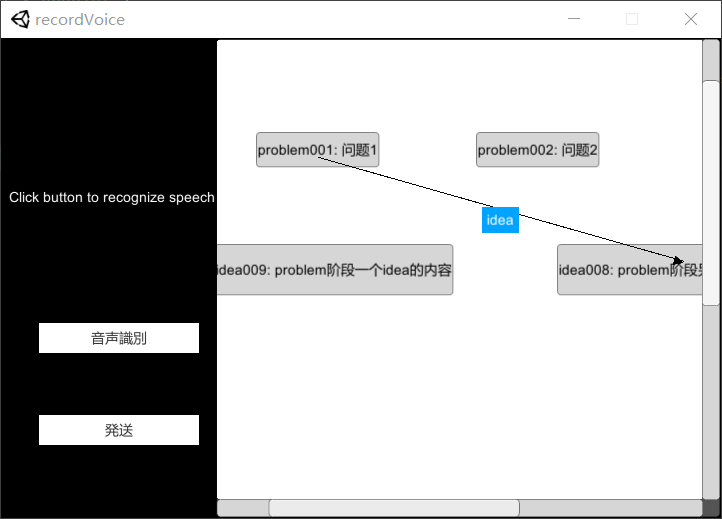 recordVoice
Click button to recognize speech
音声識別
発送
problem001: 问题1
problem002: 问题2
idea
idea009: problem阶段一个idea的内容
idea008: problem阶段